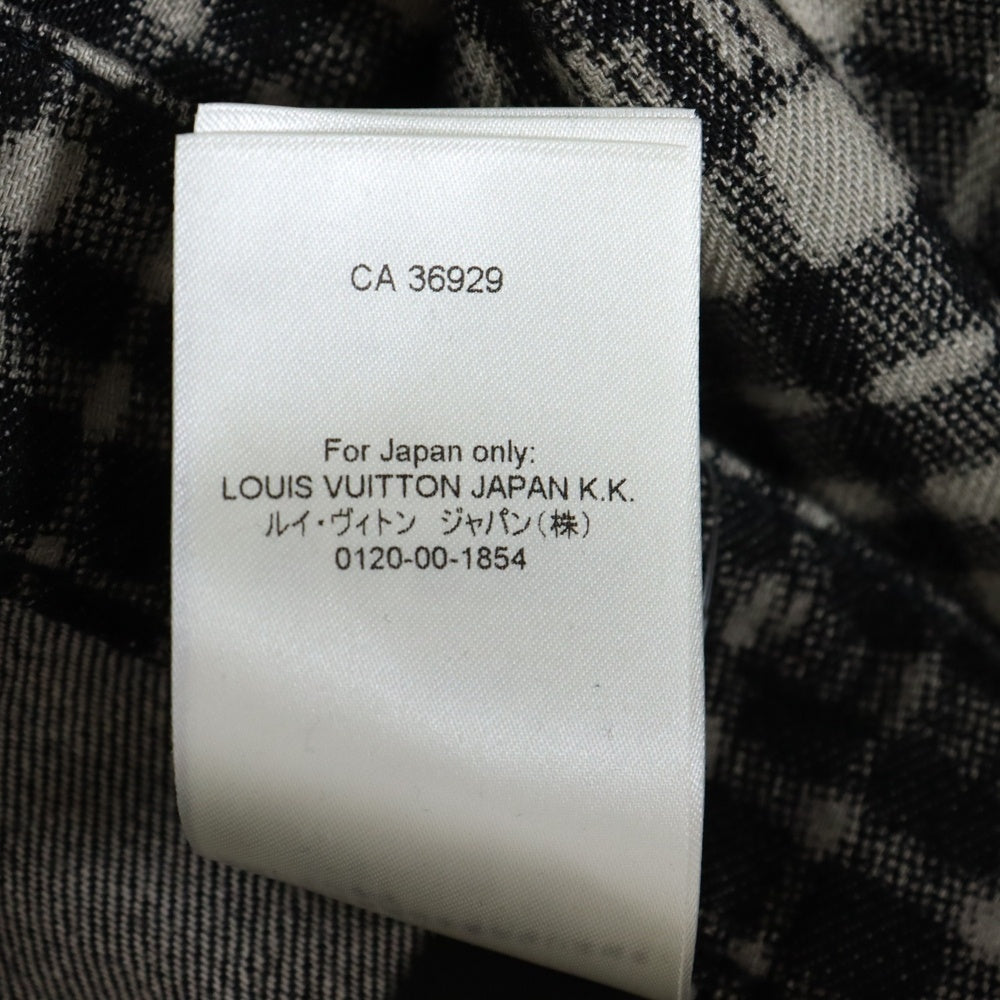 CA 36929
For Japan only:
LOUIS VUITTON JAPAN K.K.
ルイ・ヴィトン　ジャパン(株)
0120-00-1854